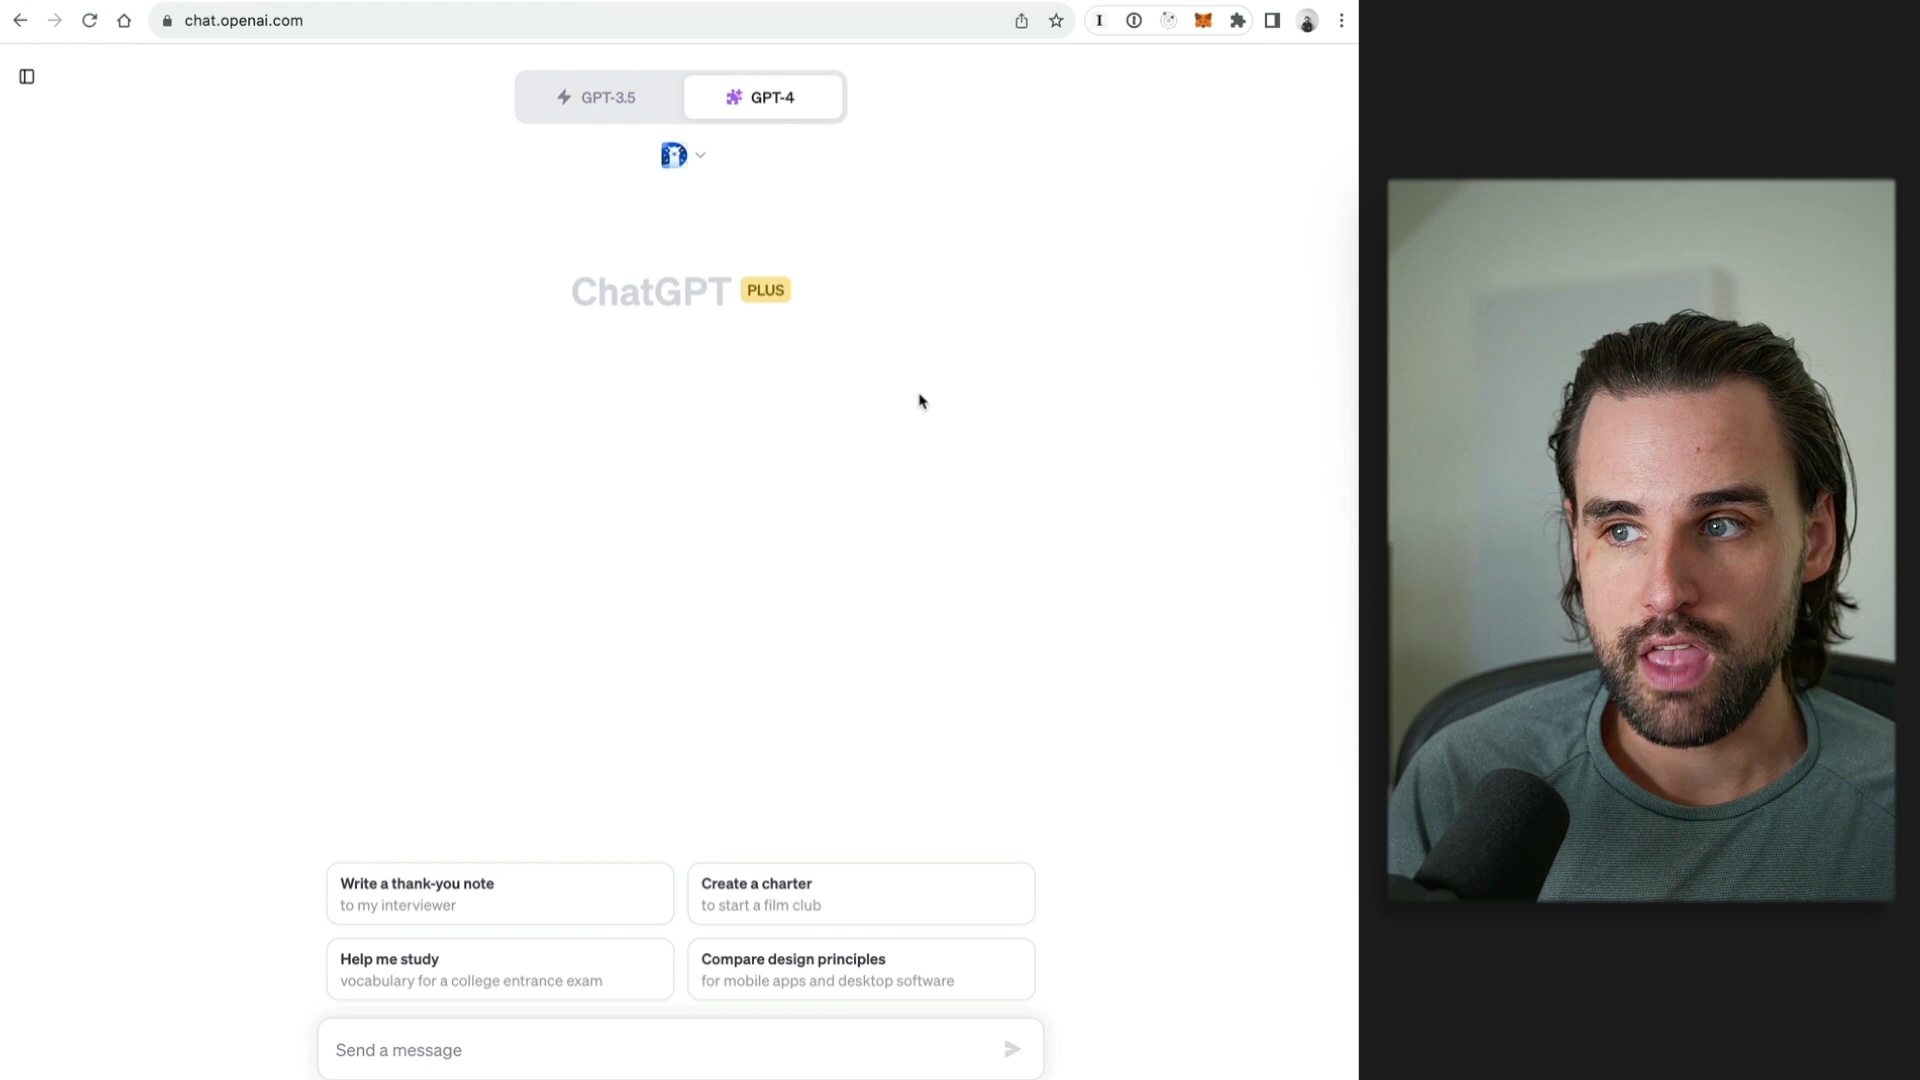 chat.openai.com
GPT-3.5
GPT-4
ChatGPT PLUS
Write a thank-you note
to my interviewer
Create a charter
to start a film club
Help me study
vocabulary for a college entrance exam
Compare design principles
for mobile apps and desktop software
Send a message